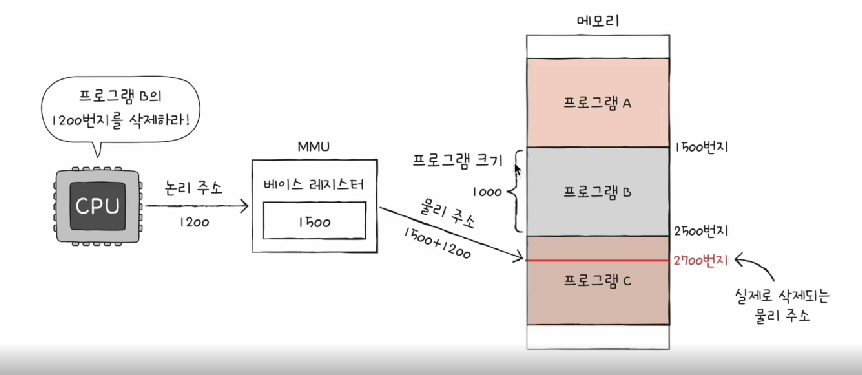 메모리
프로그램 B의
1200번지를 삭제하라!
CPU
논리 주소
1200
MMU
베이스 레지스터
1500
물리 주소
1500+1200
프로그램 크기
1000
프로그램 A
1500번지
프로그램 B
2500번지
2700번지
프로그램 C
실제로 삭제되는
물리 주소